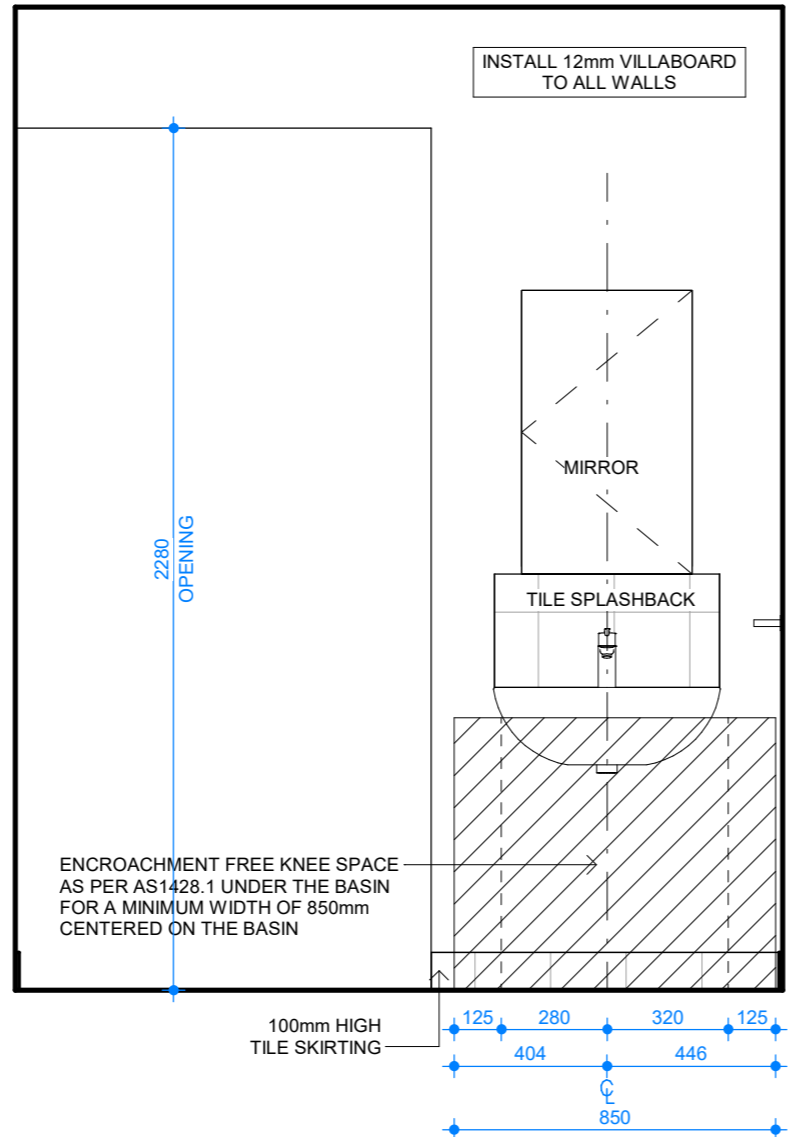 INSTALL 12mm VILLABOARD
TO ALL WALLS
2280
OPENING
MIRROR
TILE SPLASHBACK
ENCROACHMENT FREE KNEE SPACE
AS PER AS1428.1 UNDER THE BASIN
FOR A MINIMUM WIDTH OF 850mm
CENTERED ON THE BASIN
100mm HIGH
TILE SKIRTING
125 280 320 125
404 446
CL
850